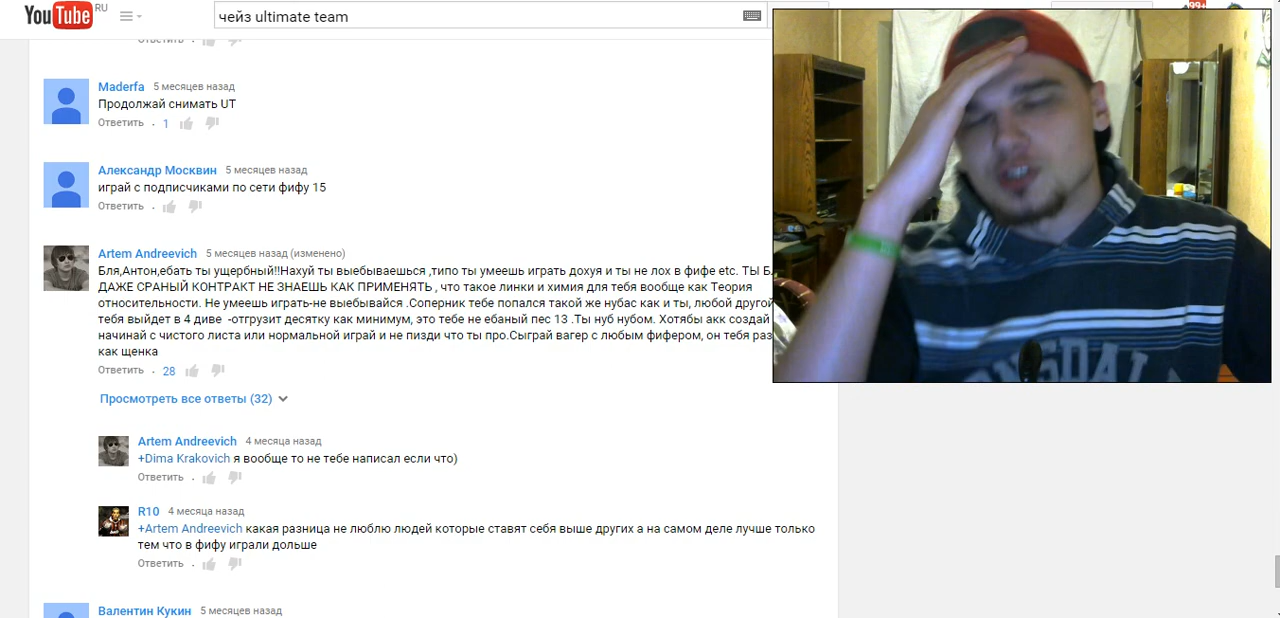 YouTube RU
чейз ultimate team
99+
Ответить
Maderfa 5 месяцев назад
Продолжай снимать UT
Ответить . 1
Александр Москвин 5 месяцев назад
играй с подписчиками по сети фифу 15
Ответить .
Artem Andreevich 5 месяцев назад (изменено)
Бля,Антон,ебать ты ущербный!!Нахуй ты выебываешься ,типо ты умеешь играть дохуя и ты не лох в фифе etc. ТЫ
ДАЖЕ СРАНЫЙ КОНТРАКТ НЕ ЗНАЕШЬ КАК ПРИМЕНЯТЬ , что такое линки и химия для тебя вообще как Теория
относительности. Не умеешь играть-не выебывайся .Соперник тебе попался такой же нубас как и ты, любой другой
тебя выйдет в 4 диве -отгрузит десятку как минимум, это тебе не ебаный пес 13 .Ты нуб нубом. Хотябы акк создай
начинай с чистого листа или нормальной играй и не пизди что ты про.Сыграй вагер с любым фифером, он тебя
как щенка
Ответить . 28
Просмотреть все ответы (32)
Artem Andreevich 4 месяца назад
+Dima Krakovich я вообще то не тебе написал если что)
Ответить .
R10 4 месяца назад
+Artem Andreevich какая разница не люблю людей которые ставят себя выше других а на самом деле лучше только
тем что в фифу играли дольше
Ответить .
Валентин Кукин 5 месяцев назад